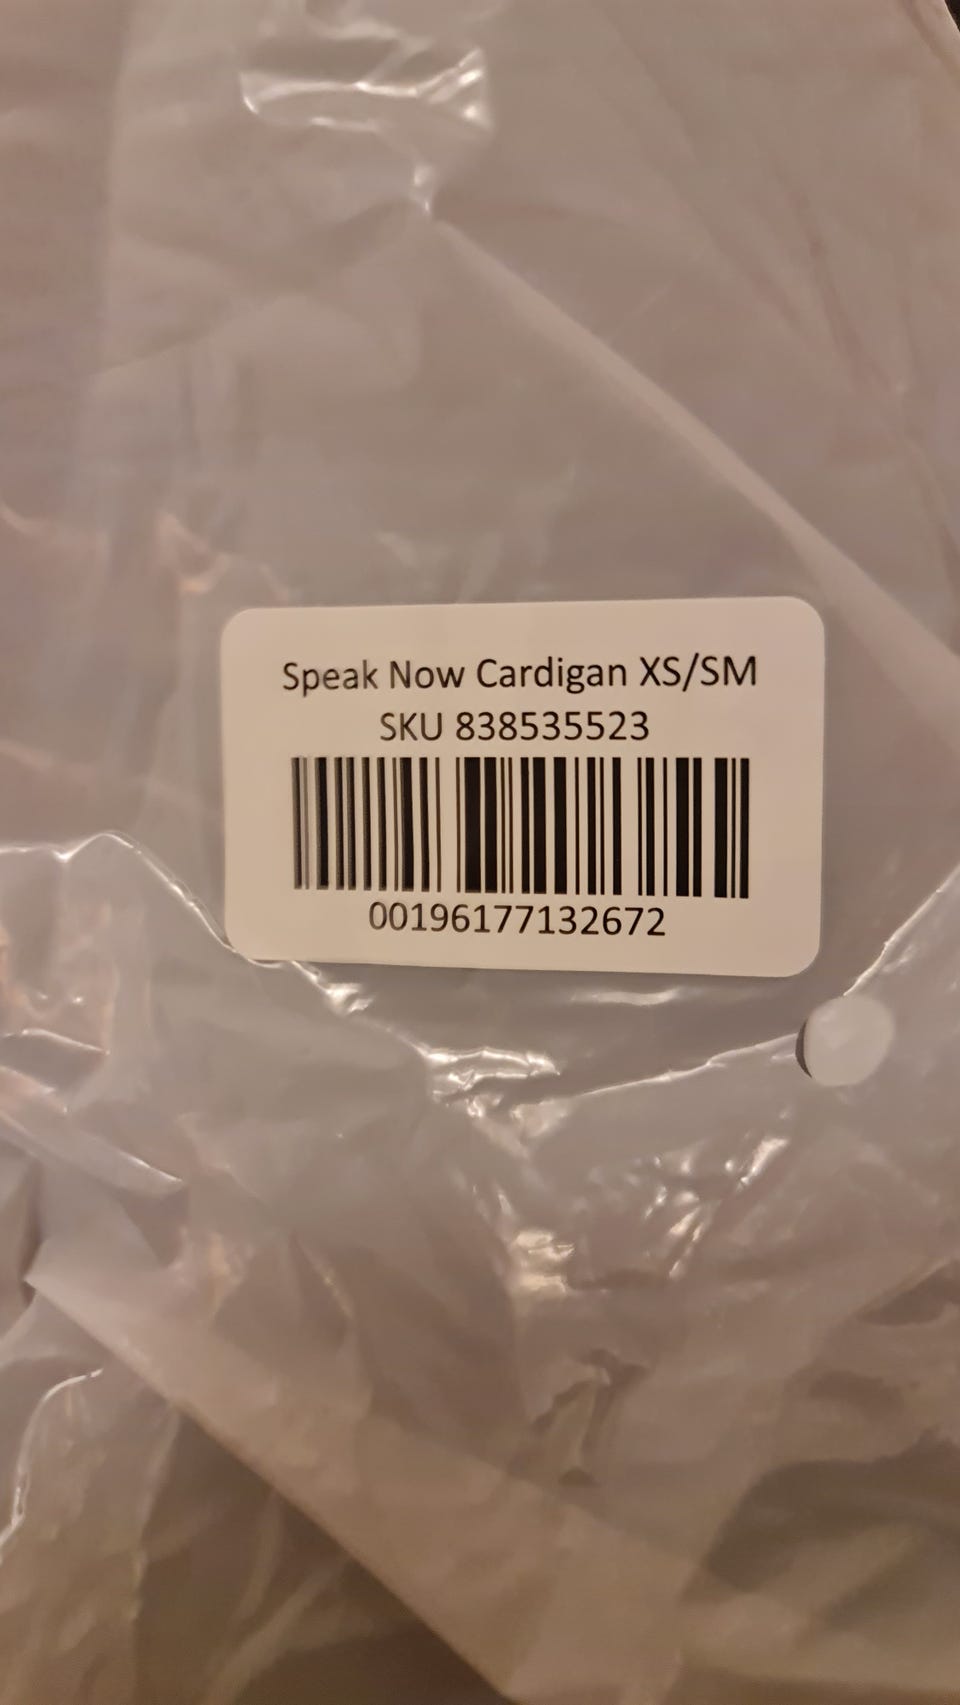 Speak Now Cardigan XS/SM
SKU 838535523
00196177132672